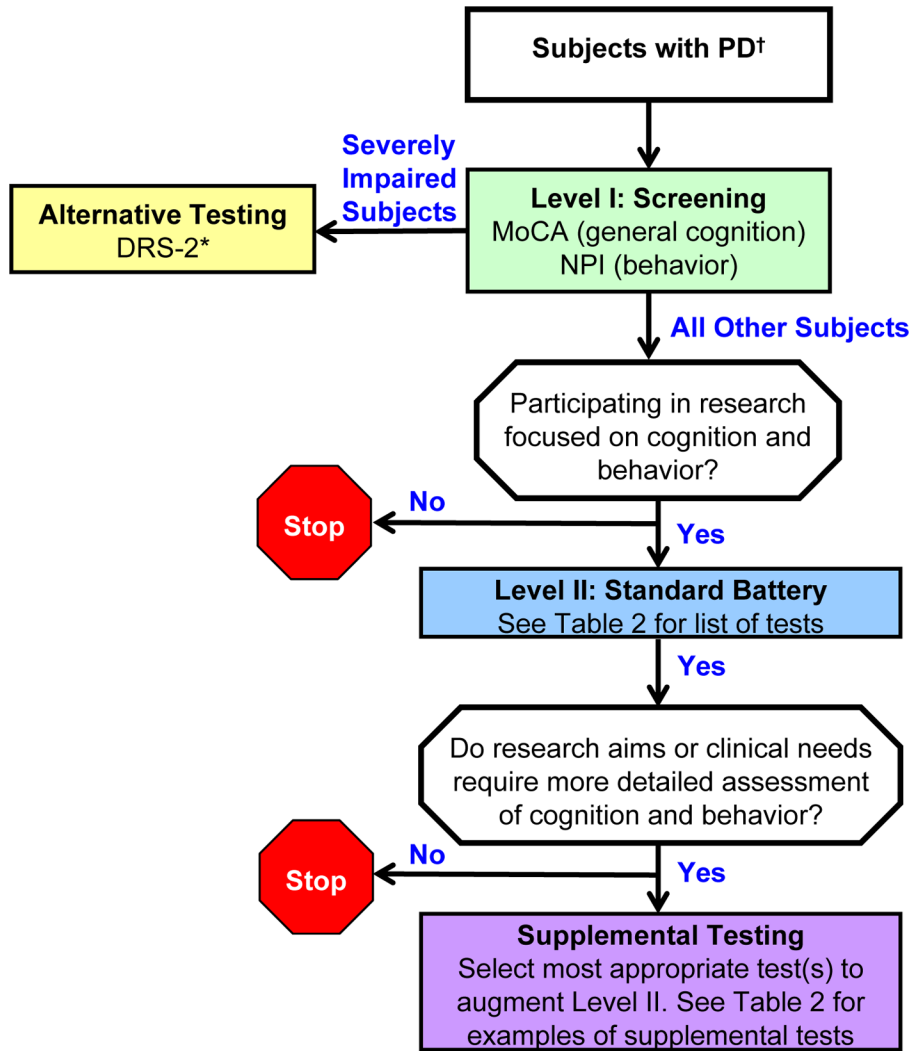 Subjects with PD†
Severely
Impaired
Subjects
Alternative Testing
DRS-2*
Level I: Screening
MoCA (general cognition)
NPI (behavior)
All Other Subjects
Participating in research
focused on cognition and
behavior?
No
Stop
Yes
Level II: Standard Battery
See Table 2 for list of tests
Yes
Do research aims or clinical needs
require more detailed assessment
of cognition and behavior?
No
Stop
Yes
Supplemental Testing
Select most appropriate test(s) to
augment Level II. See Table 2 for
examples of supplemental tests